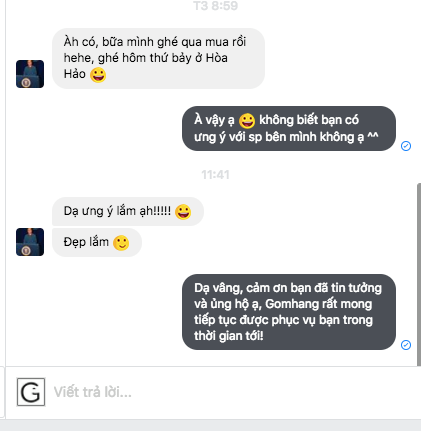 T3 8:59
Àh có, bữa mình ghé qua mua rồi
hehe, ghé hôm thứ bảy ở Hòa
Hảo 😀
À vậy ạ 😀 không biết bạn có
ưng ý với sp bên mình không ạ ^^
11:41
Dạ ưng ý lắm ạh!!!!! 😀
Đẹp lắm 🙂
Dạ vâng, cảm ơn bạn đã tin tưởng
và ủng hộ ạ, Gomhang rất mong
tiếp tục được phục vụ bạn trong
thời gian tới!
G Viết trả lời...